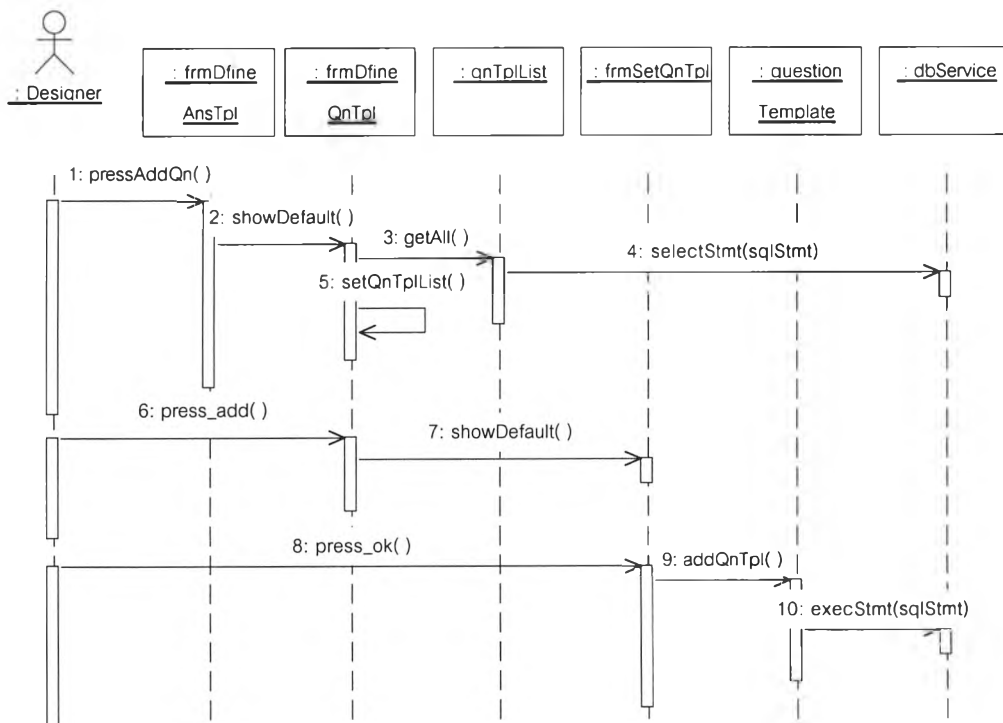 : Designer
: frmDfine
AnsTpl
: frmDfine
QnTpl
: qnTplList
: frmSetQnTpl
: question
Template
: dbService
1: pressAddQn( )
2: showDefault( )
3: getAll( )
4: selectStmt(sqlStmt)
5: setQnTplList( )
6: press_add( )
7: showDefault( )
8: press_ok( )
9: addQnTpl( )
10: execStmt(sqlStmt)